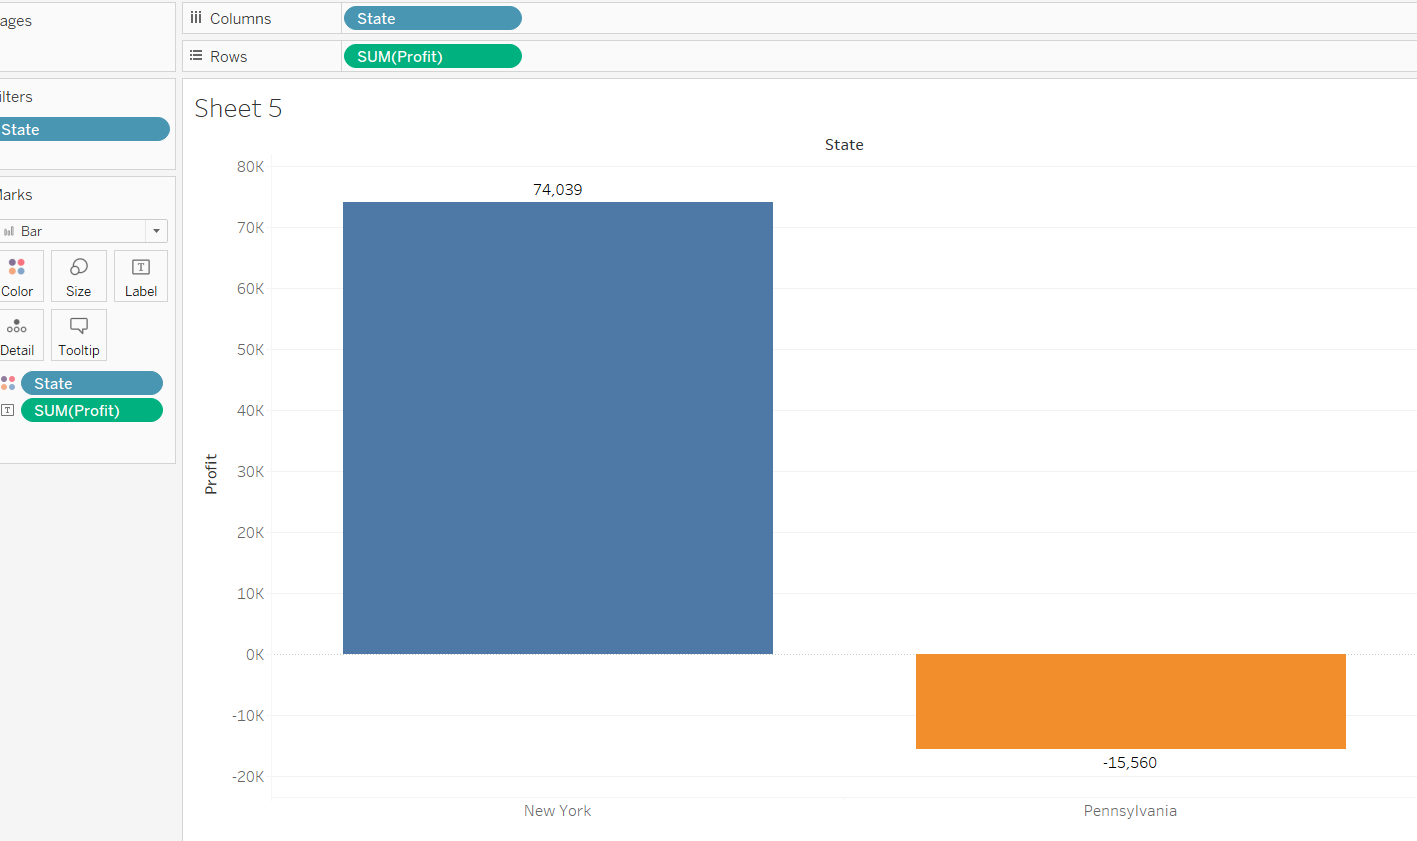 ages
Columns
State
Rows
SUM(Profit)
ilters
State
Marks
Bar
Color
Size
Label
Detail
Tooltip
State
SUM(Profit)
Sheet 5
State
80K
74,039
70K
60K
50K
40K
30K
20K
10K
0K
-10K
-20K
Profit
-15,560
New York
Pennsylvania